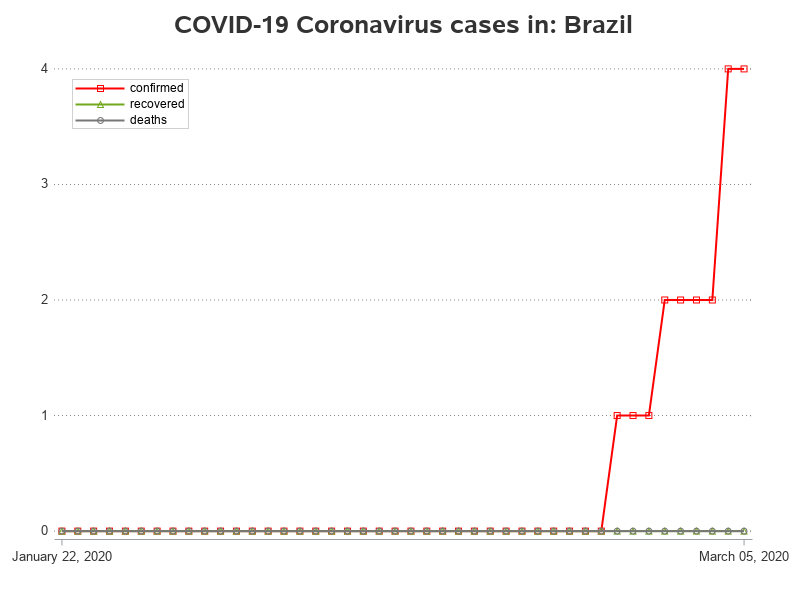 COVID-19 Coronavirus cases in: Brazil
4
confirmed
recovered
deaths
3
2
1
0
January 22, 2020
March 05, 2020